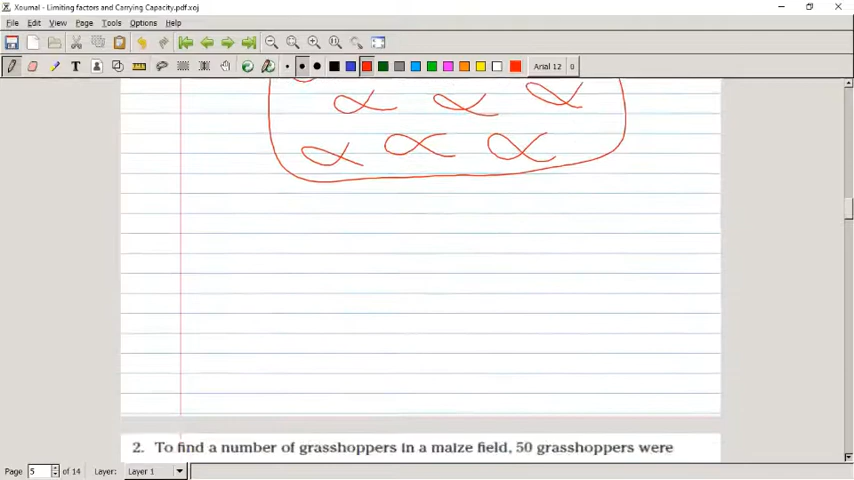 Xournal - Limiting factors and Carrying Capacity.pdf.xoj
File Edit View Page Tools Options Help
Arial 12 0
2. To find a number of grasshoppers in a maize field, 50 grasshoppers were
Page 5 of 14 Layer: Layer 1